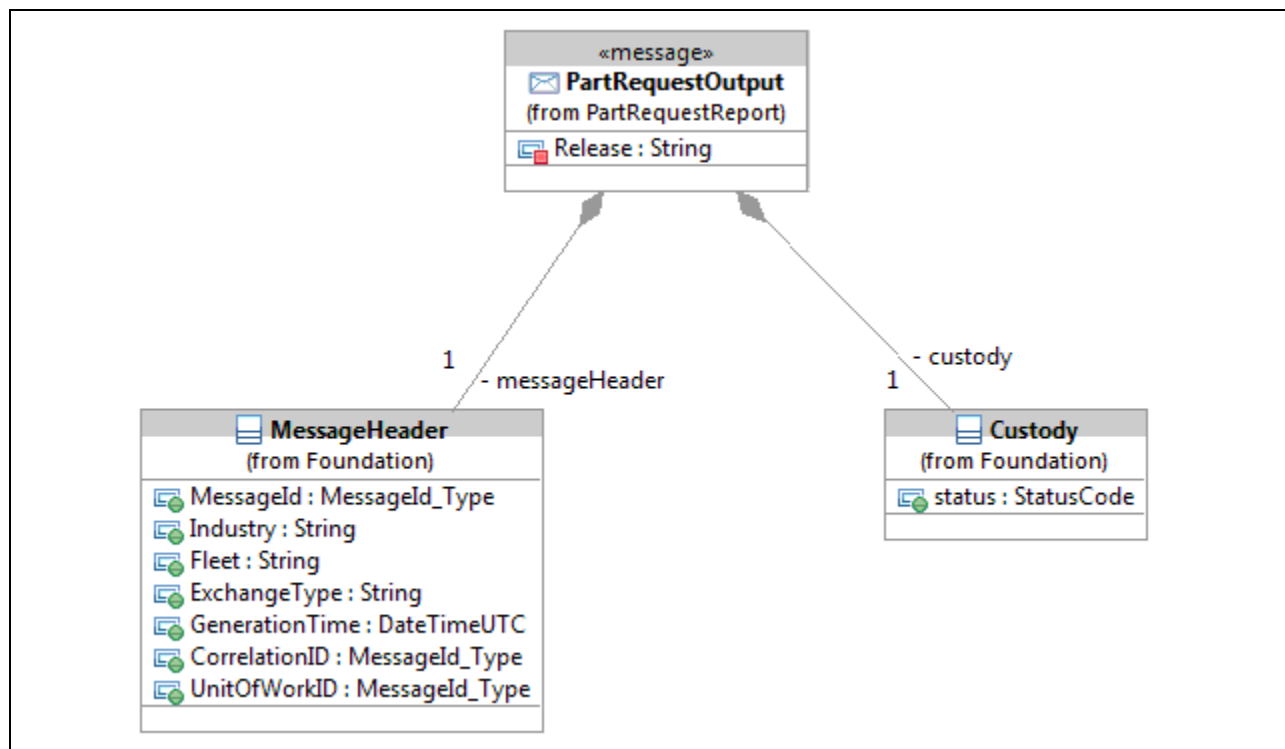 «message»
PartRequestOutput
(from PartRequestReport)
Release : String
1
- messageHeader
- custody
1
MessageHeader
(from Foundation)
MessageId : MessageId_Type
Industry : String
Fleet : String
ExchangeType : String
GenerationTime : DateTimeUTC
CorrelationID : MessageId_Type
UnitOfWorkID : MessageId_Type
Custody
(from Foundation)
status : StatusCode